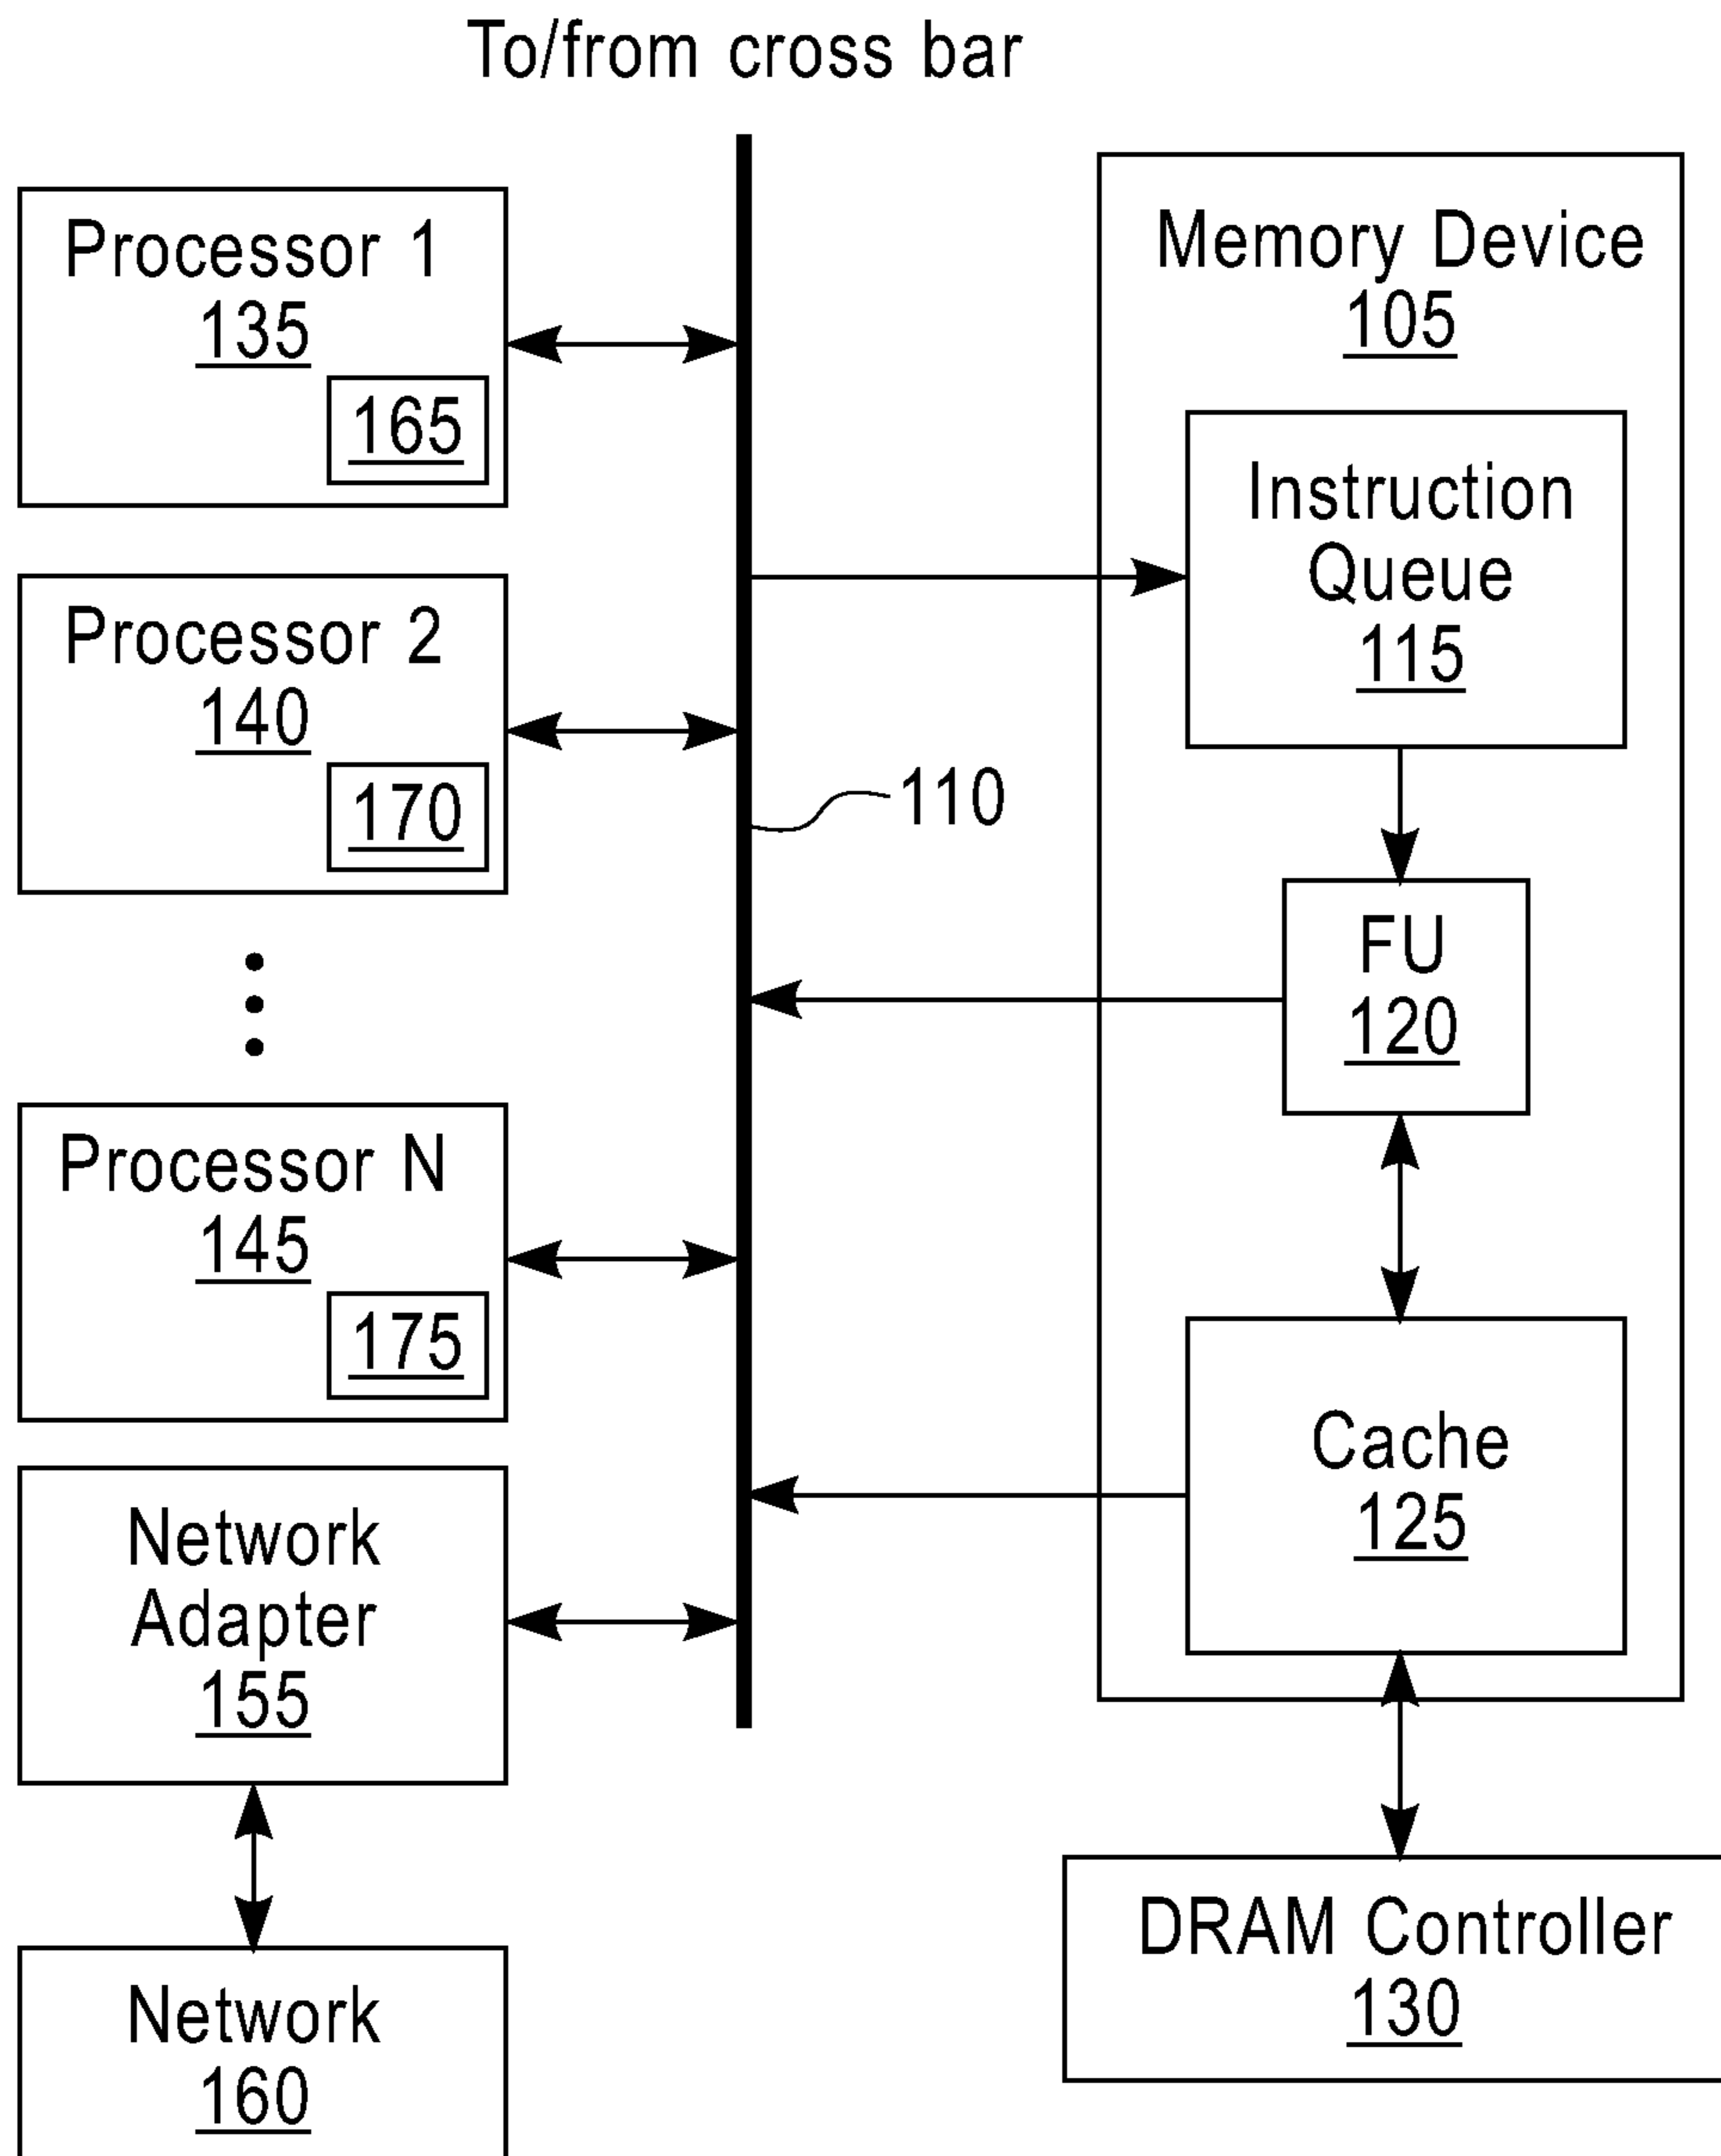 To/from cross bar
Processor 1
135
165
Processor 2
140
170
Processor N
145
175
Network
Adapter
155
Network
160
110
Memory Device
105
Instruction
Queue
115
FU
120
Cache
125
DRAM Controller
130